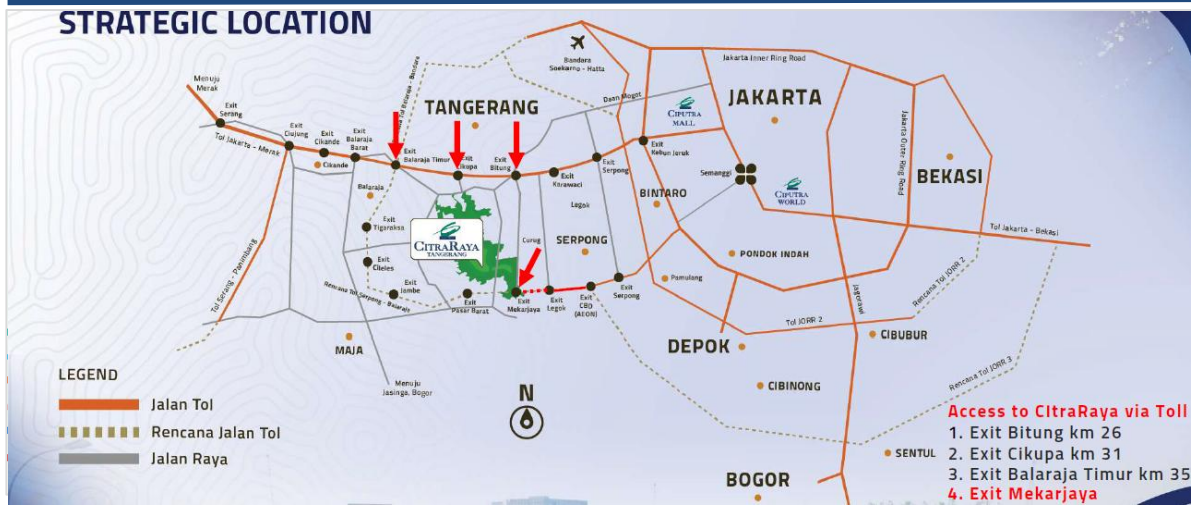 STRATEGIC LOCATION
Menuju
Merak
Exit
Serang
Tol Jakarta - Merak
Exit
Ciujung
Exit
Cikande
Cikande
Exit
Balaraja
Barat
Tol Balaraja - Bandara
Exit
Balaraja Timur
TANGERANG
Exit
Cikupa
Exit
Bitung
Exit
Karawaci
Exit
Serpong
Exit
Kebun Jeruk
Bandara
Soekarno - Hatta
Daan Mogot
Jakarta Inner Ring Road
CIPUTRA
MALL
JAKARTA
Semanggi
CIPUTRA
WORLD
Jakarta Outer Ring Road
BEKASI
Tol Jakarta - Bekasi
Balaraja
Exit
Tigaraksa
Exit
Cileles
Exit
Jambe
CITRARAYA
TANGERANG
Legok
Curug
SERPONG
BINTARO
PONDOK INDAH
Pamulang
Tol Serang - Panimbang
Rencana Tol Serpong - Balaraja
Exit
Pasar Barat
Exit
Mekarjaya
Exit
Legok
Exit
CBD
(AEON)
Exit
Serpong
Rencana Tol JORR 2
Tol JORR 2
Jagorawi
CIBUBUR
DEPOK
CIBINONG
Rencana Tol JORR 3
MAJA
Menuju
Jasinga, Bogor
N
SENTUL
BOGOR
LEGEND
Jalan Tol
Rencana Jalan Tol
Jalan Raya
Access to CItraRaya via Toll
1. Exit Bitung km 26
2. Exit Cikupa km 31
3. Exit Balaraja Timur km 35
4. Exit Mekarjaya